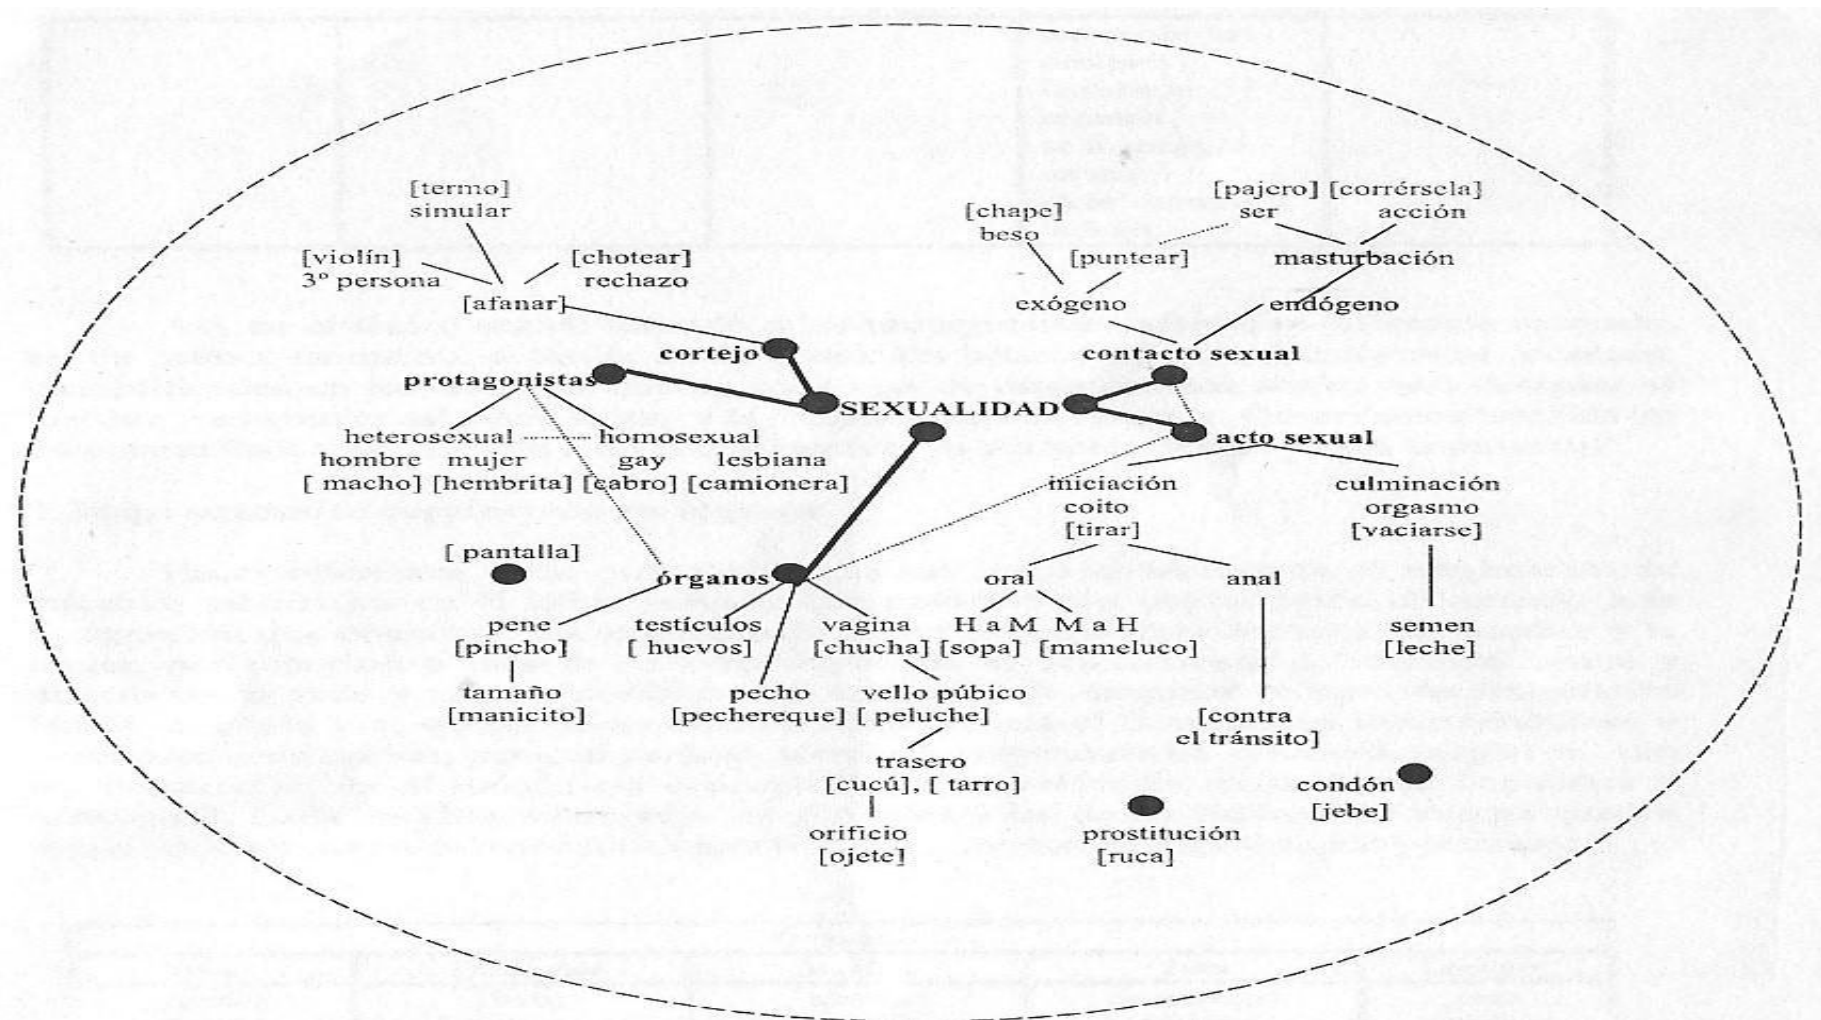 [termo]
simular
[violín]
3º persona
[chotear]
rechazo
[afanar]
[chape]
beso
[pajero] [corrérsela]
ser acción
[puntear]
masturbación
exógeno
endógeno
cortejo
protagonistas
contacto sexual
SEXUALIDAD
acto sexual
heterosexual homosexual
hombre mujer gay lesbiana
[ macho] [hembrita] [cabro] [camionera]
iniciación
coito
[tirar]
culminación
orgasmo
[vaciarse]
[ pantalla]
órganos
oral
anal
pene
[pincho]
testículos
[ huevos]
vagina
[chucha]
H a M
[sopa]
M a H
[mameluco]
semen
[leche]
tamaño
[manicito]
pecho
[pechereque]
vello púbico
[ peluche]
[contra
el tránsito]
trasero
[cucú], [ tarro]
condón
[jebe]
orificio
[ojete]
prostitución
[ruca]